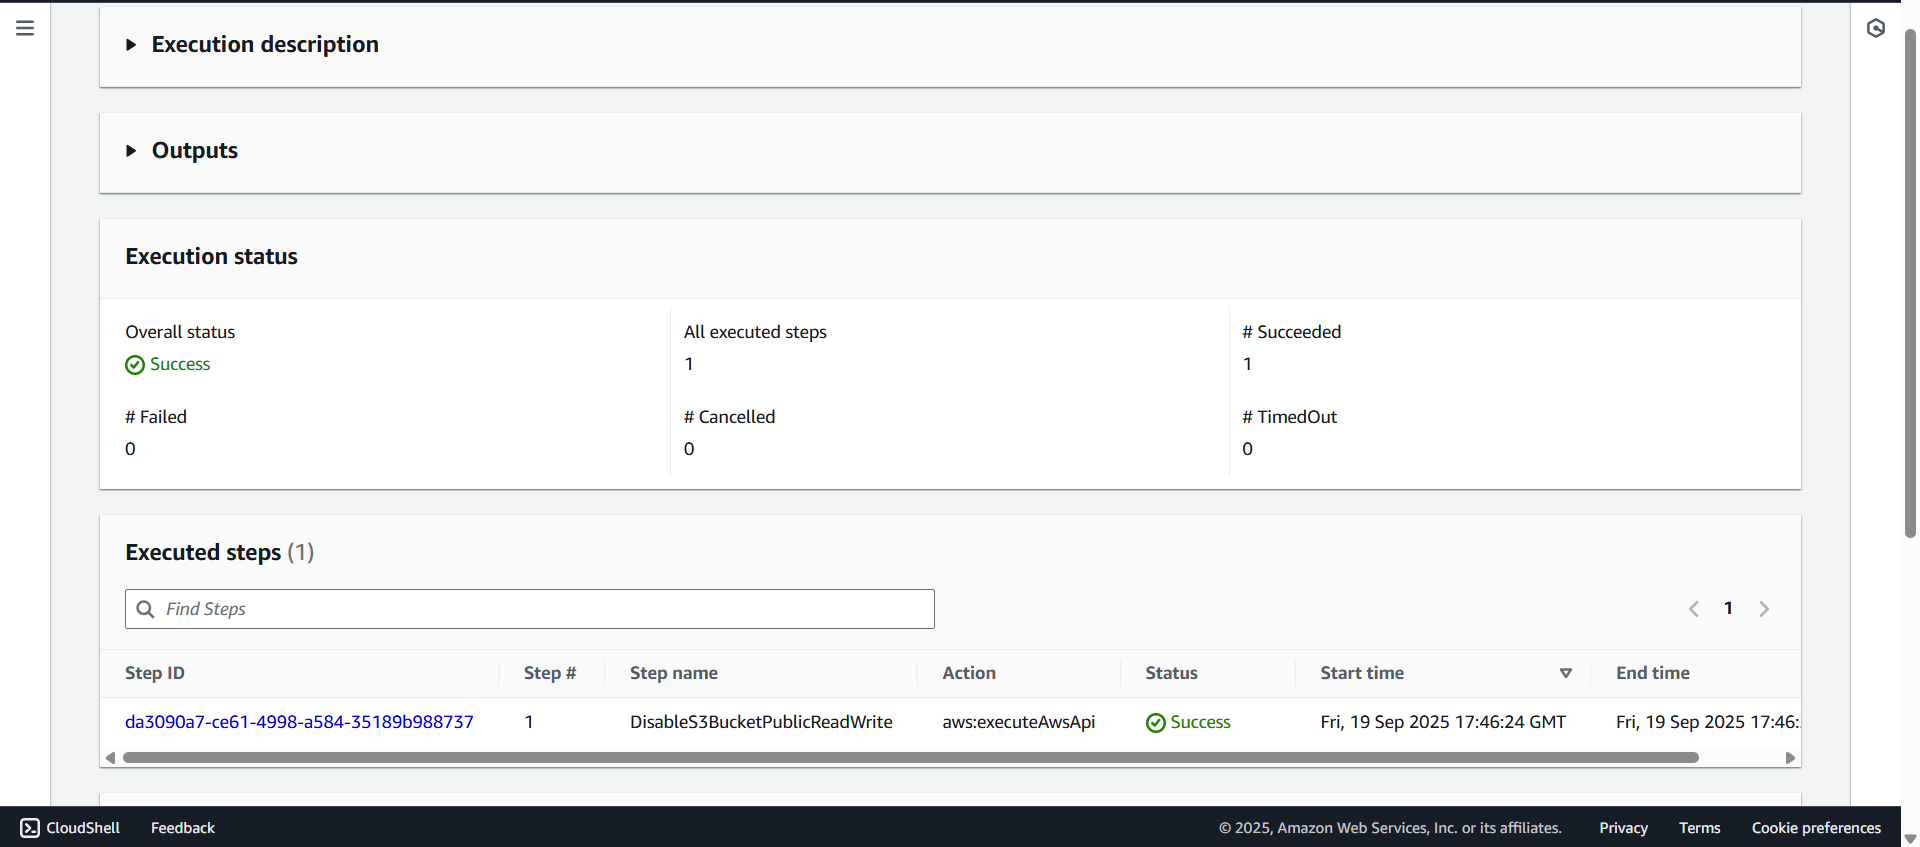 Execution description
Outputs
Execution status
Overall status All executed steps # Succeeded
Success 1 1
# Failed # Cancelled # TimedOut
0 0 0
Executed steps (1)
Find Steps
1
Step ID Step # Step name Action Status Start time End time
da3090a7-ce61-4998-a584-35189b988737 1 DisableS3BucketPublicReadWrite aws:executeAwsApi Success Fri, 19 Sep 2025 17:46:24 GMT Fri, 19 Sep 2025 17:46:
CloudShell Feedback © 2025, Amazon Web Services, Inc. or its affiliates. Privacy Terms Cookie preferences